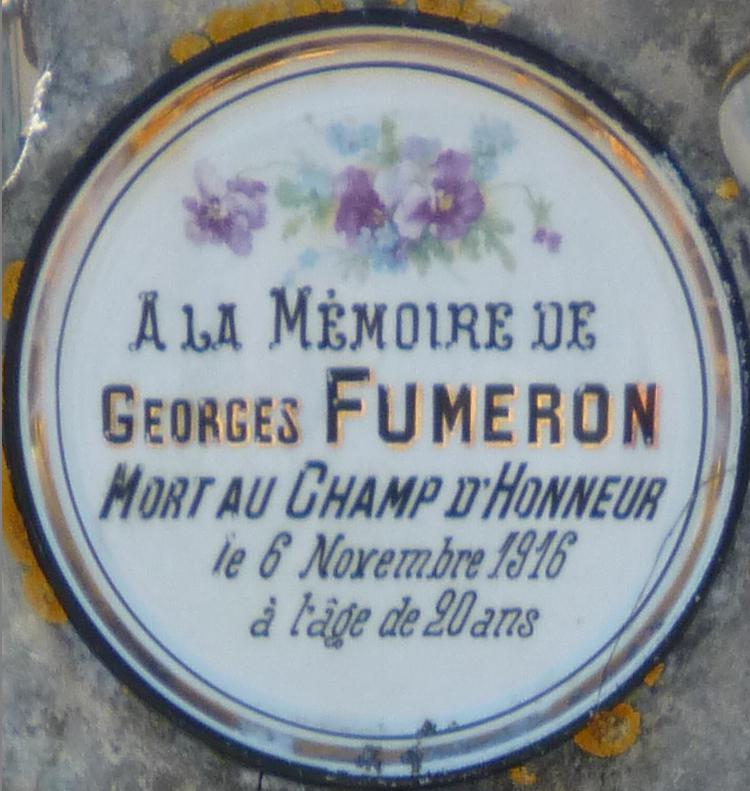 A LA MÉMOIRE DE
GEORGES FUMERON
MORT AU CHAMP D'HONNEUR
le 6 Novembre 1916
à l'âge de 20 ans